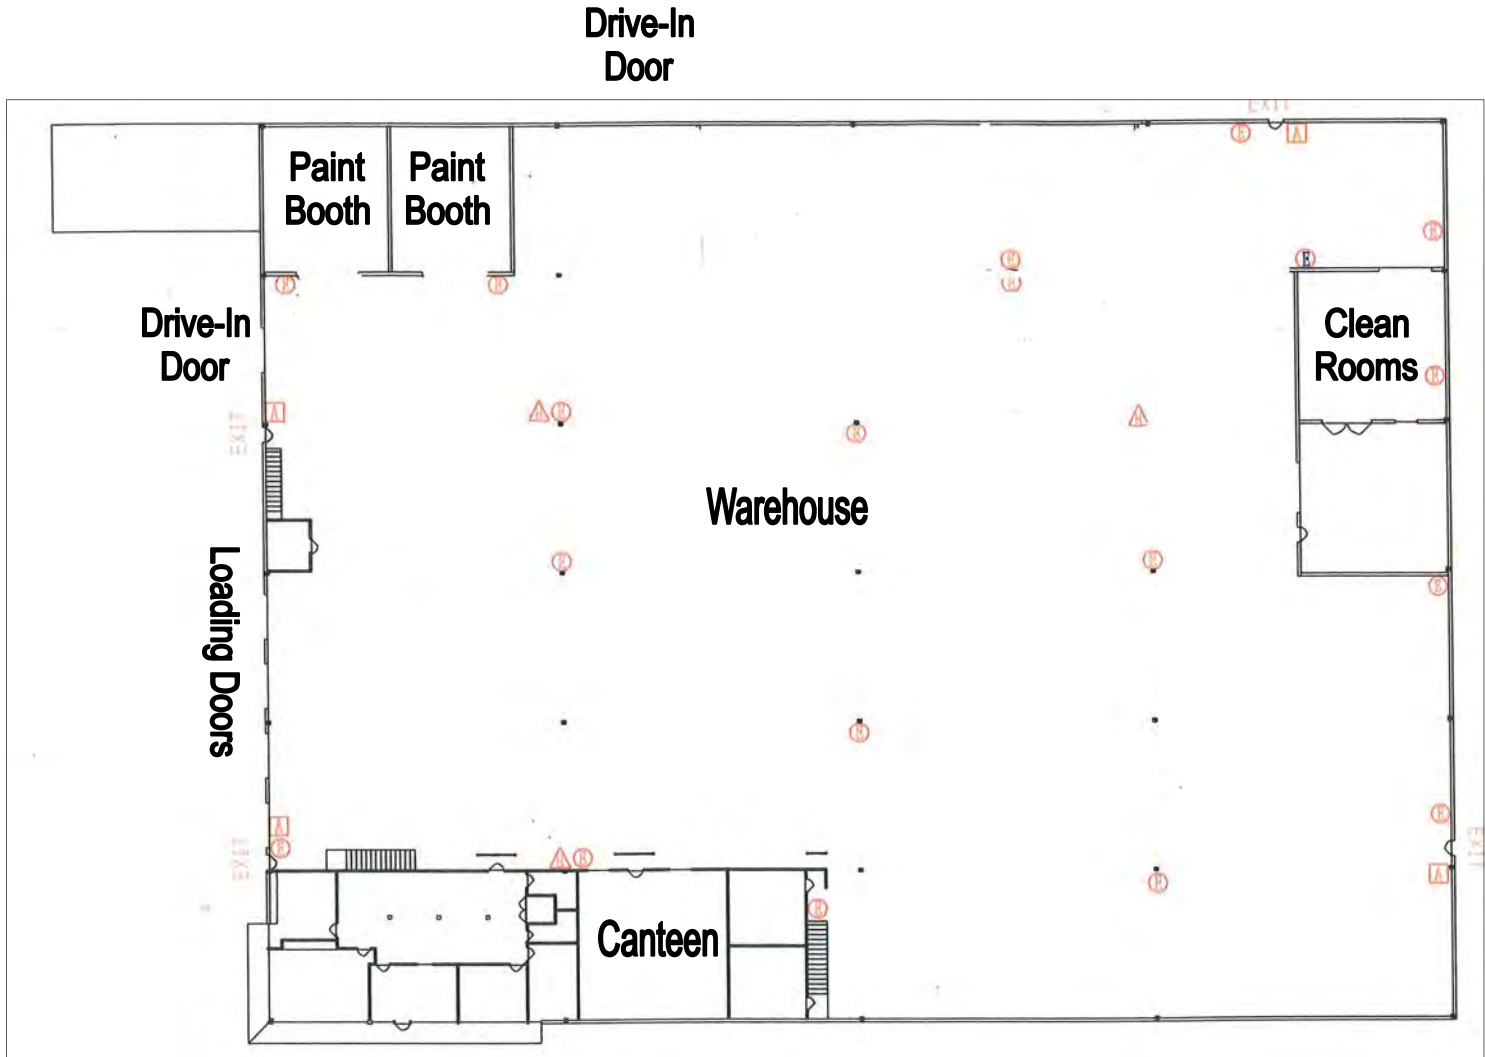 Drive-In
Door
EXIT
E
A
Paint
Booth
Paint
Booth
E
E
E
E
E
Drive-In
Door
Clean
Rooms
E
A
EXIT
H
E
E
H
Warehouse
E
E
E
Loading Doors
E
E
A
E
EXIT
H
E
EXIT
A
E
E
Canteen